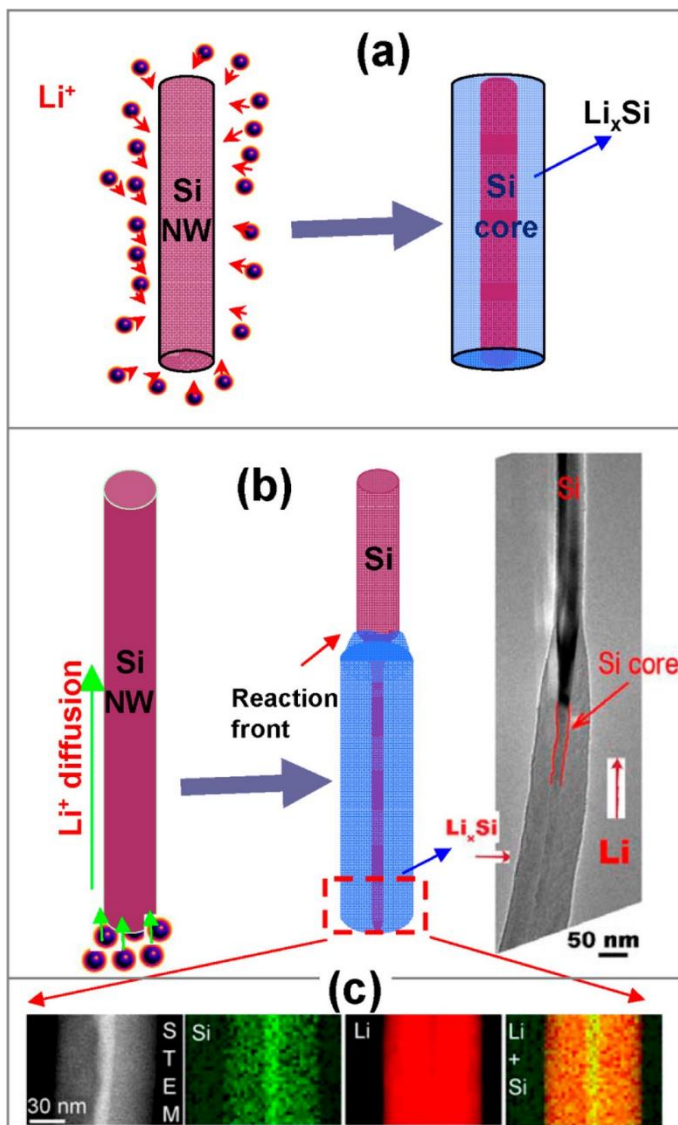 (a)
Li⁺
Si
NW
LiₓSi
Si
core
(b)
Li⁺ diffusion
Si
NW
Si
Reaction
front
LiₓSi
Si
Si core
Li
50 nm
(c)
STEM
30 nm
Si
Li
Li
+
Si